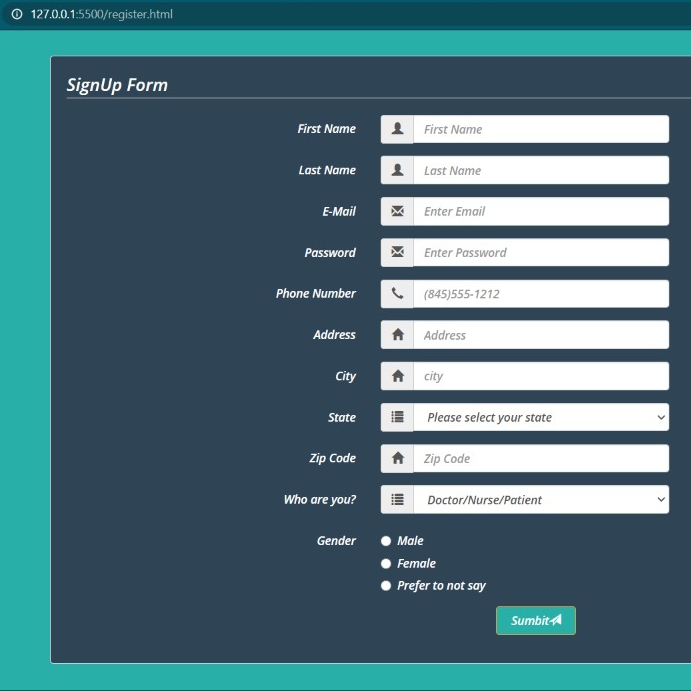 127.0.0.1:5500/register.html
SignUp Form
First Name First Name
Last Name Last Name
E-Mail Enter Email
Password Enter Password
Phone Number (845)555-1212
Address Address
City city
State Please select your state
Zip Code Zip Code
Who are you? Doctor/Nurse/Patient
Gender Male
Female
Prefer to not say
Sumbit